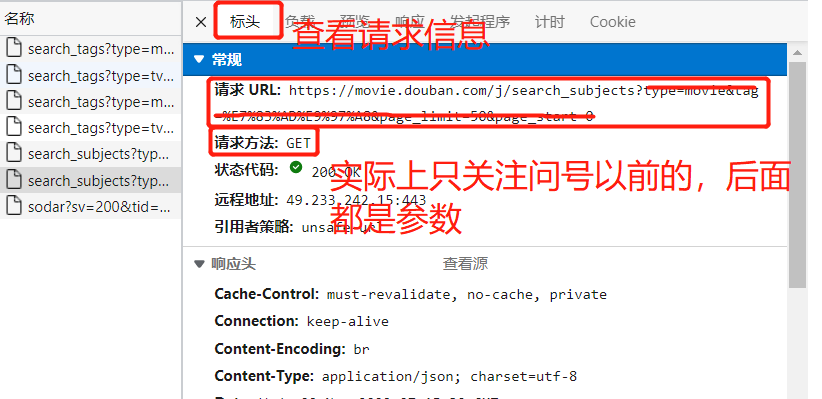 名称
标头 负载 预览 响应 发起程序 计时 Cookie
查看请求信息
search_tags?type=m...
search_tags?type=tv...
search_tags?type=m...
search_tags?type=tv...
search_subjects?typ...
search_subjects?typ...
sodar?sv=200&tid=...
常规
请求 URL: https://movie.douban.com/j/search_subjects?type=movie&tag
=%E7%83%AD%E9%97%A8&page_limit=50&page_start=0
请求方法: GET
状态代码: 200 OK
实际上只关注问号以前的，后面
都是参数
远程地址: 49.233.242.15:443
引用者策略: unsafe-url
响应头 查看源
Cache-Control: must-revalidate, no-cache, private
Connection: keep-alive
Content-Encoding: br
Content-Type: application/json; charset=utf-8